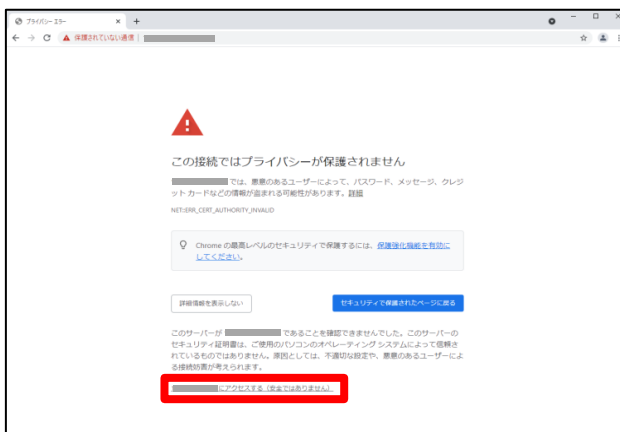 プライバシー エラー
保護されていない通信
この接続ではプライバシーが保護されません
では、悪意のあるユーザーによって、パスワード、メッセージ、クレジ
ット カードなどの情報が盗まれる可能性があります。詳細
NET::ERR_CERT_AUTHORITY_INVALID
Chrome の最高レベルのセキュリティで保護するには、保護強化機能を有効に
してください。
詳細情報を表示しない
セキュリティで保護されたページに戻る
このサーバーが であることを確認できませんでした。このサーバーの
セキュリティ証明書は、ご使用のパソコンのオペレーティング システムによって信頼さ
れているものではありません。原因としては、不適切な設定や、悪意のあるユーザーによ
る接続妨害が考えられます。
にアクセスする（安全ではありません）